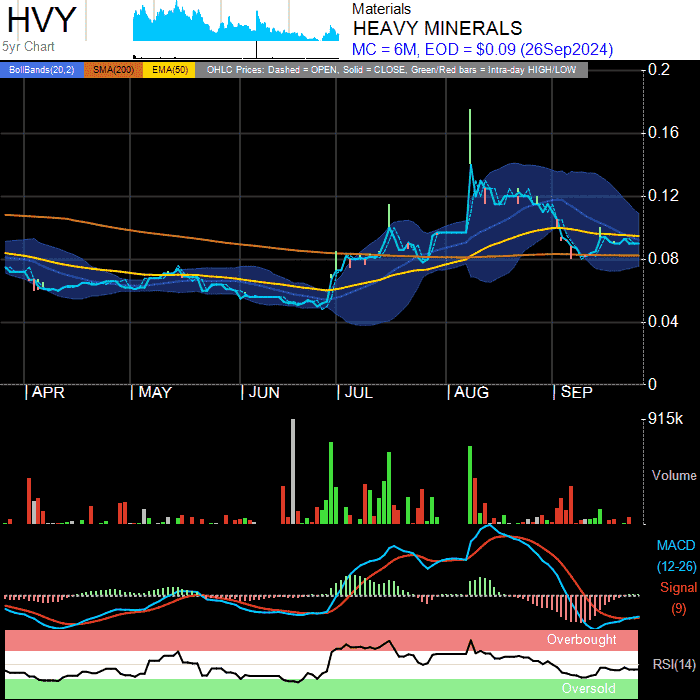 HVY
5yr Chart
Materials
HEAVY MINERALS
MC = 6M, EOD = $0.09 (26Sep2024)
BollBands(20,2) SMA(200) EMA(50) OHLC Prices: Dashed = OPEN, Solid = CLOSE, Green/Red bars = Intra-day HIGH/LOW
0.2
0.16
0.12
0.08
0.04
0
APR MAY JUN JUL AUG SEP
915k
Volume
MACD
(12-26)
Signal
(9)
Overbought
RSI(14)
Oversold